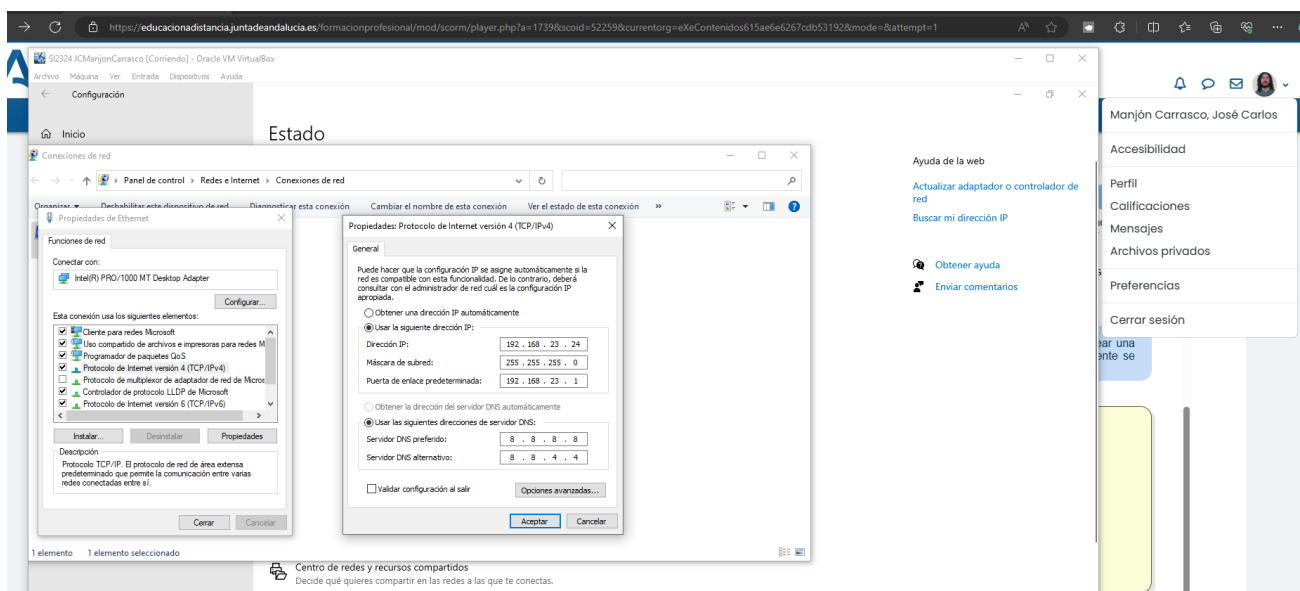 https://educacionadistancia.juntadeandalucia.es/formacionprofesional/mod/scorm/player.php?a=1739&scoid=52259&currentorg=eXeContenidos615ae6e6267cdb53192&mode=&attempt=1
SI2324 JCManjonCarrasco [Corriendo] - Oracle VM VirtualBox
Archivo Máquina Ver Entrada Dispositivos Ayuda
Configuración
Inicio
Estado
Conexiones de red
Panel de control > Redes e Internet > Conexiones de red
Organizar Deshabilitar este dispositivo de red Diagnosticar esta conexión Cambiar el nombre de esta conexión Ver el estado de esta conexión »
Propiedades de Ethernet
Funciones de red
Conectar con:
Intel(R) PRO/1000 MT Desktop Adapter
Configurar...
Esta conexión usa los siguientes elementos:
Cliente para redes Microsoft
Uso compartido de archivos e impresoras para redes M
Programador de paquetes QoS
Protocolo de Internet versión 4 (TCP/IPv4)
Protocolo de multiplexor de adaptador de red de Micros
Controlador de protocolo LLDP de Microsoft
Protocolo de Internet versión 6 (TCP/IPv6)
Instalar... Desinstalar Propiedades
Descripción
Protocolo TCP/IP. El protocolo de red de área extensa
predeterminado que permite la comunicación entre varias
redes conectadas entre sí.
Cerrar Cancelar
Propiedades: Protocolo de Internet versión 4 (TCP/IPv4)
General
Puede hacer que la configuración IP se asigne automáticamente si la
red es compatible con esta funcionalidad. De lo contrario, deberá
consultar con el administrador de red cuál es la configuración IP
apropiada.
Obtener una dirección IP automáticamente
Usar la siguiente dirección IP:
Dirección IP: 192 . 168 . 23 . 24
Máscara de subred: 255 . 255 . 255 . 0
Puerta de enlace predeterminada: 192 . 168 . 23 . 1
Obtener la dirección del servidor DNS automáticamente
Usar las siguientes direcciones de servidor DNS:
Servidor DNS preferido: 8 . 8 . 8 . 8
Servidor DNS alternativo: 8 . 8 . 4 . 4
Validar configuración al salir
Opciones avanzadas...
Aceptar Cancelar
1 elemento 1 elemento seleccionado
Centro de redes y recursos compartidos
Decide qué quieres compartir en las redes a las que te conectas.
Ayuda de la web
Actualizar adaptador o controlador de
red
Buscar mi dirección IP
Obtener ayuda
Enviar comentarios
Manjón Carrasco, José Carlos
Accesibilidad
Perfil
Calificaciones
Mensajes
Archivos privados
Preferencias
Cerrar sesión
ear una
ente se